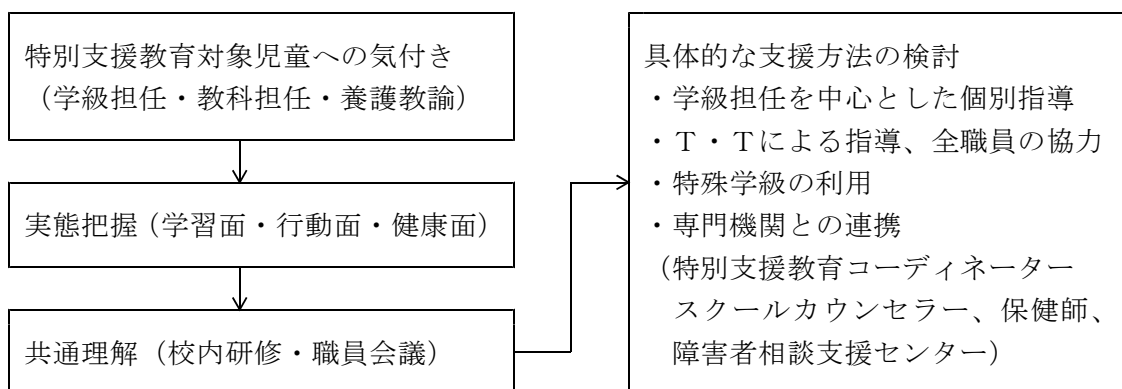 特別支援教育対象児童への気付き
（学級担任・教科担任・養護教諭）
実態把握（学習面・行動面・健康面）
共通理解（校内研修・職員会議）
具体的な支援方法の検討
・学級担任を中心とした個別指導
・Ｔ・Ｔによる指導、全職員の協力
・特殊学級の利用
・専門機関との連携
（特別支援教育コーディネーター
スクールカウンセラー、保健師、
障害者相談支援センター）